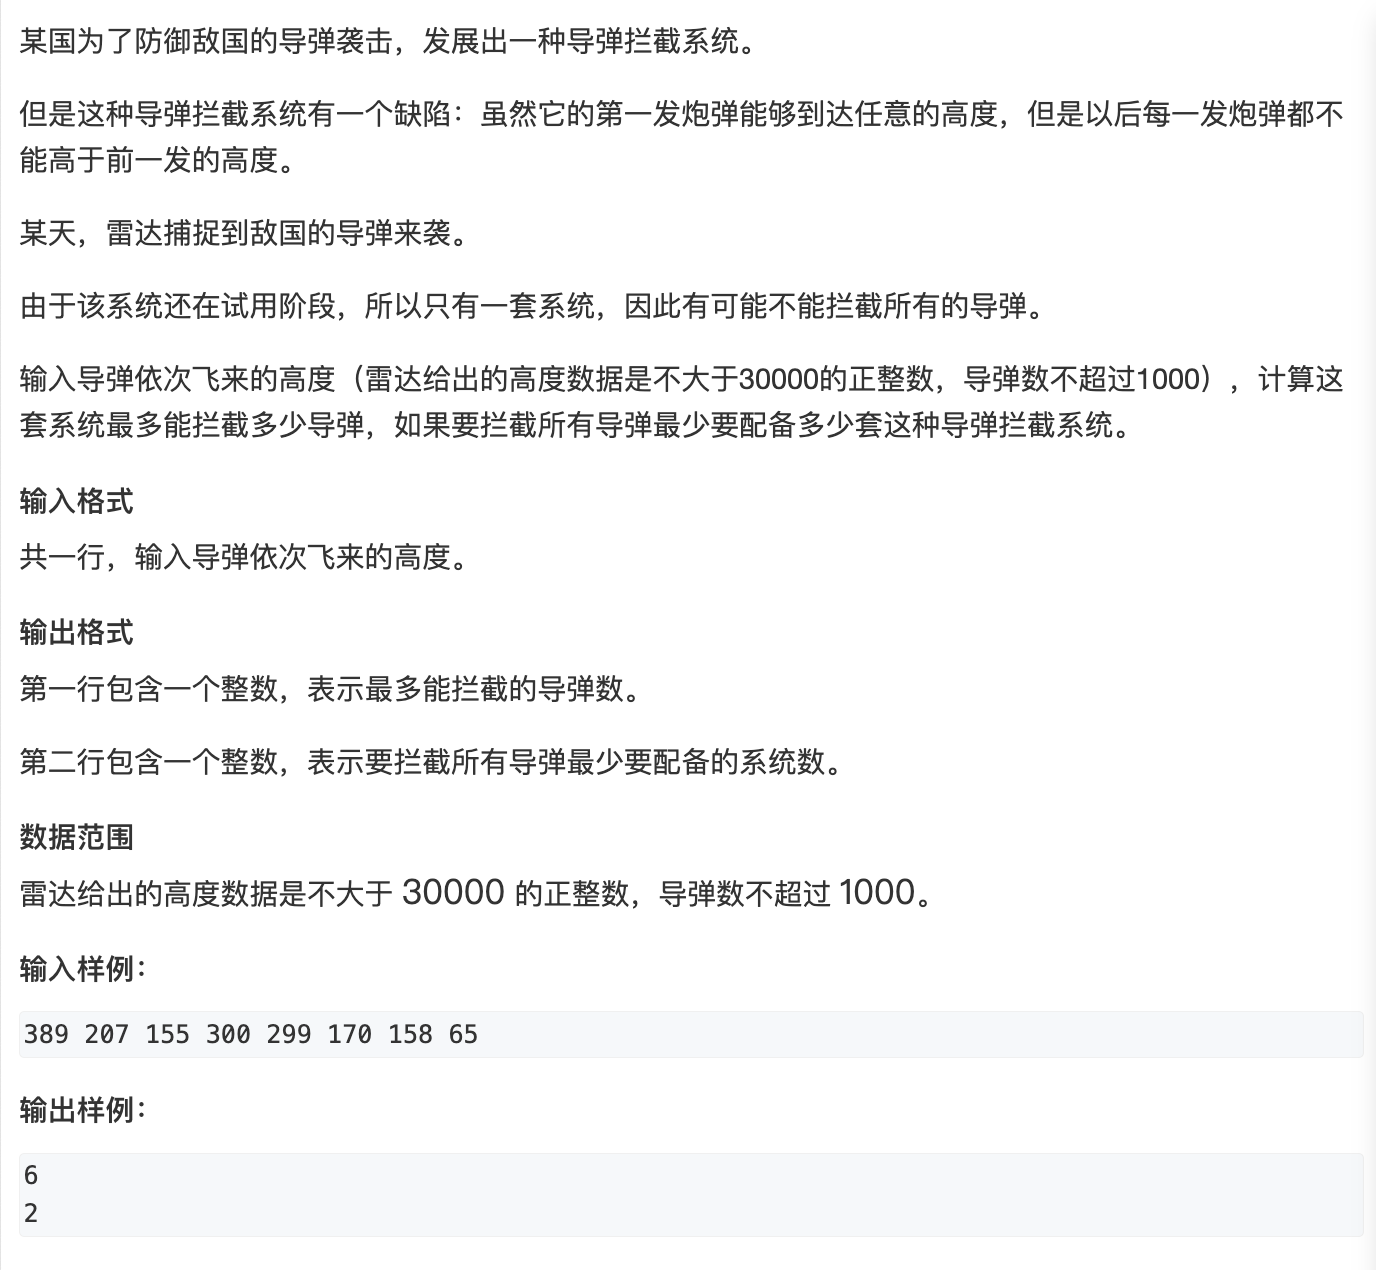 某国为了防御敌国的导弹袭击，发展出一种导弹拦截系统。
但是这种导弹拦截系统有一个缺陷：虽然它的第一发炮弹能够到达任意的高度，但是以后每一发炮弹都不
能高于前一发的高度。
某天，雷达捕捉到敌国的导弹来袭。
由于该系统还在试用阶段，所以只有一套系统，因此有可能不能拦截所有的导弹。
输入导弹依次飞来的高度（雷达给出的高度数据是不大于30000的正整数，导弹数不超过1000），计算这
套系统最多能拦截多少导弹，如果要拦截所有导弹最少要配备多少套这种导弹拦截系统。
输入格式
共一行，输入导弹依次飞来的高度。
输出格式
第一行包含一个整数，表示最多能拦截的导弹数。
第二行包含一个整数，表示要拦截所有导弹最少要配备的系统数。
数据范围
雷达给出的高度数据是不大于 30000 的正整数，导弹数不超过 1000。
输入样例：
389 207 155 300 299 170 158 65
输出样例：
6
2